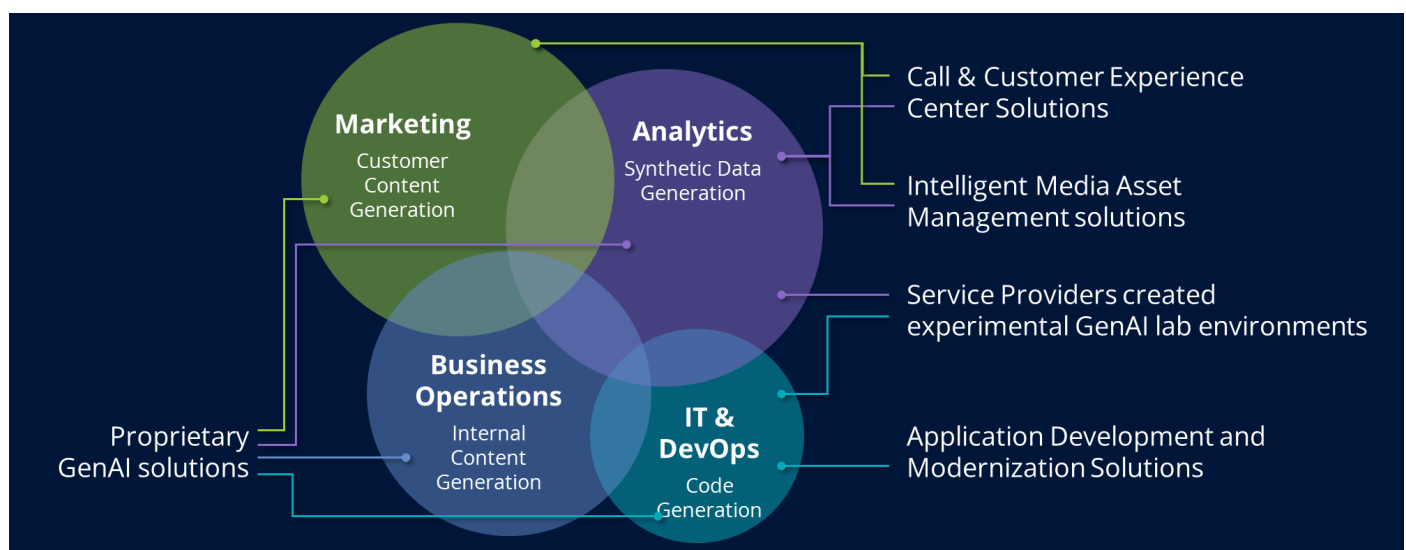 Marketing
Customer
Content
Generation
Analytics
Synthetic Data
Generation
Business
Operations
Internal
Content
Generation
IT &
DevOps
Code
Generation
Proprietary
GenAI solutions
Call & Customer Experience
Center Solutions
Intelligent Media Asset
Management solutions
Service Providers created
experimental GenAI lab environments
Application Development and
Modernization Solutions